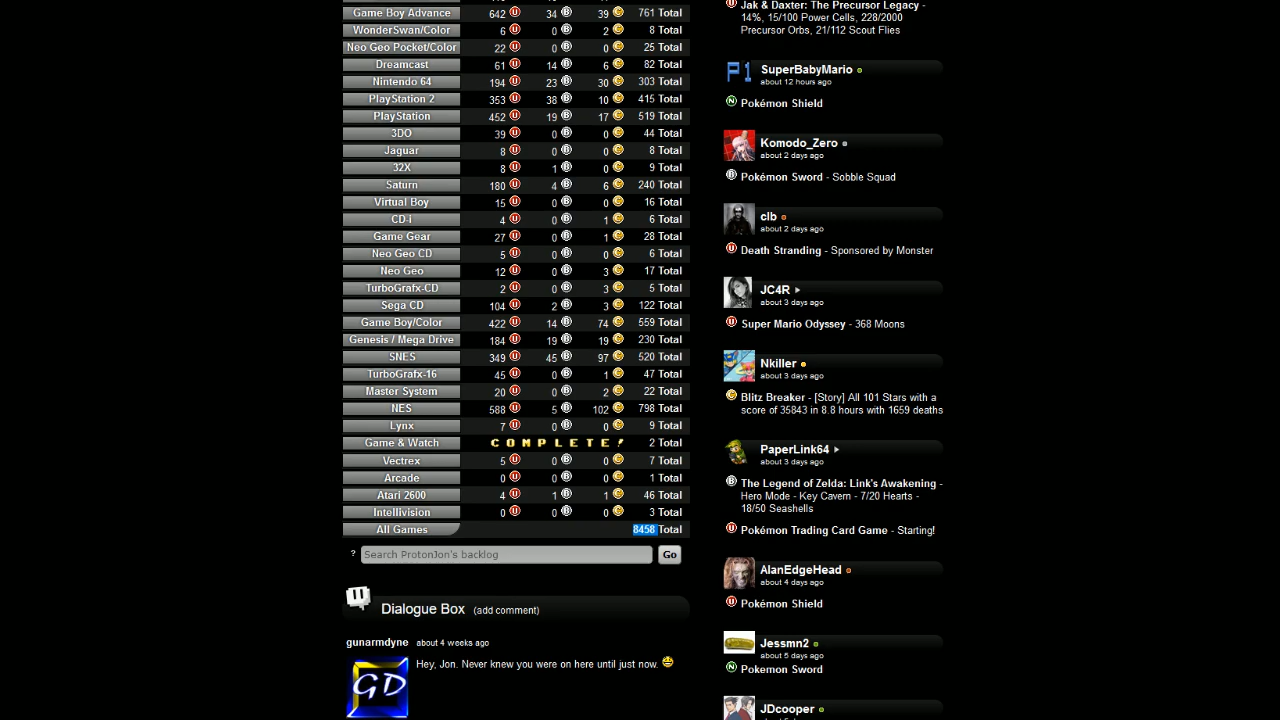 Game Boy Advance 642 U 34 B 39 C 761 Total
WonderSwan/Color 6 U 0 B 2 C 8 Total
Neo Geo Pocket/Color 22 U 0 B 0 C 25 Total
Dreamcast 61 U 14 B 6 C 82 Total
Nintendo 64 194 U 23 B 30 C 303 Total
PlayStation 2 353 U 38 B 10 C 415 Total
PlayStation 452 U 19 B 17 C 519 Total
3DO 39 U 0 B 0 C 44 Total
Jaguar 8 U 0 B 0 C 8 Total
32X 8 U 1 B 0 C 9 Total
Saturn 180 U 4 B 6 C 240 Total
Virtual Boy 15 U 0 B 0 C 16 Total
CD-i 4 U 0 B 1 C 6 Total
Game Gear 27 U 0 B 1 C 28 Total
Neo Geo CD 5 U 0 B 0 C 6 Total
Neo Geo 12 U 0 B 3 C 17 Total
TurboGrafx-CD 2 U 0 B 3 C 5 Total
Sega CD 104 U 2 B 3 C 122 Total
Game Boy/Color 422 U 14 B 74 C 559 Total
Genesis / Mega Drive 184 U 19 B 19 C 230 Total
SNES 349 U 45 B 97 C 520 Total
TurboGrafx-16 45 U 0 B 1 C 47 Total
Master System 20 U 0 B 2 C 22 Total
NES 588 U 5 B 102 C 798 Total
Lynx 7 U 0 B 0 C 9 Total
Game & Watch COMPLETE! 2 Total
Vectrex 5 U 0 B 0 C 7 Total
Arcade 0 U 0 B 0 C 1 Total
Atari 2600 4 U 1 B 1 C 46 Total
Intellivision 0 U 0 B 0 C 3 Total
All Games 8458 Total
? Search ProtonJon's backlog Go
Dialogue Box (add comment)
gunarmdyne about 4 weeks ago
Hey, Jon. Never knew you were on here until just now.
GD
U Jak & Daxter: The Precursor Legacy -
14%, 15/100 Power Cells, 228/2000
Precursor Orbs, 21/112 Scout Flies
P1 SuperBabyMario
about 12 hours ago
N Pokémon Shield
Komodo_Zero
about 2 days ago
B Pokémon Sword - Sobble Squad
clb
about 2 days ago
U Death Stranding - Sponsored by Monster
JC4R
about 3 days ago
U Super Mario Odyssey - 368 Moons
Nkiller
about 3 days ago
C Blitz Breaker - [Story] All 101 Stars with a
score of 35843 in 8.8 hours with 1659 deaths
PaperLink64
about 3 days ago
B The Legend of Zelda: Link's Awakening -
Hero Mode - Key Cavern - 7/20 Hearts -
18/50 Seashells
U Pokémon Trading Card Game - Starting!
AlanEdgeHead
about 4 days ago
U Pokémon Shield
Jessmn2
about 5 days ago
N Pokemon Sword
JDcooper